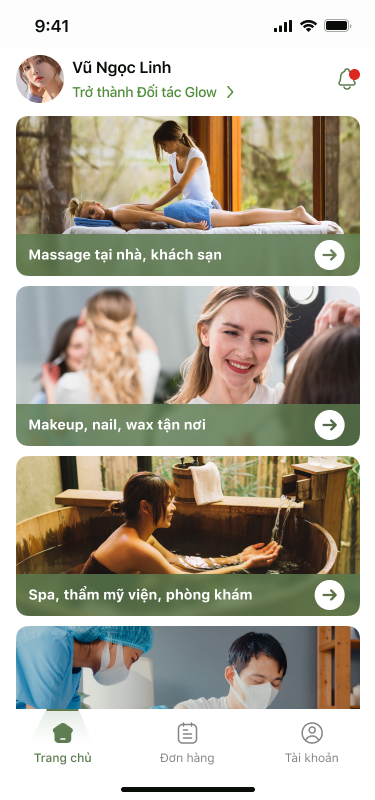 9:41
Vũ Ngọc Linh
Trở thành Đối tác Glow
Massage tại nhà, khách sạn
Makeup, nail, wax tận nơi
Spa, thẩm mỹ viện, phòng khám
Trang chủ
Đơn hàng
Tài khoản